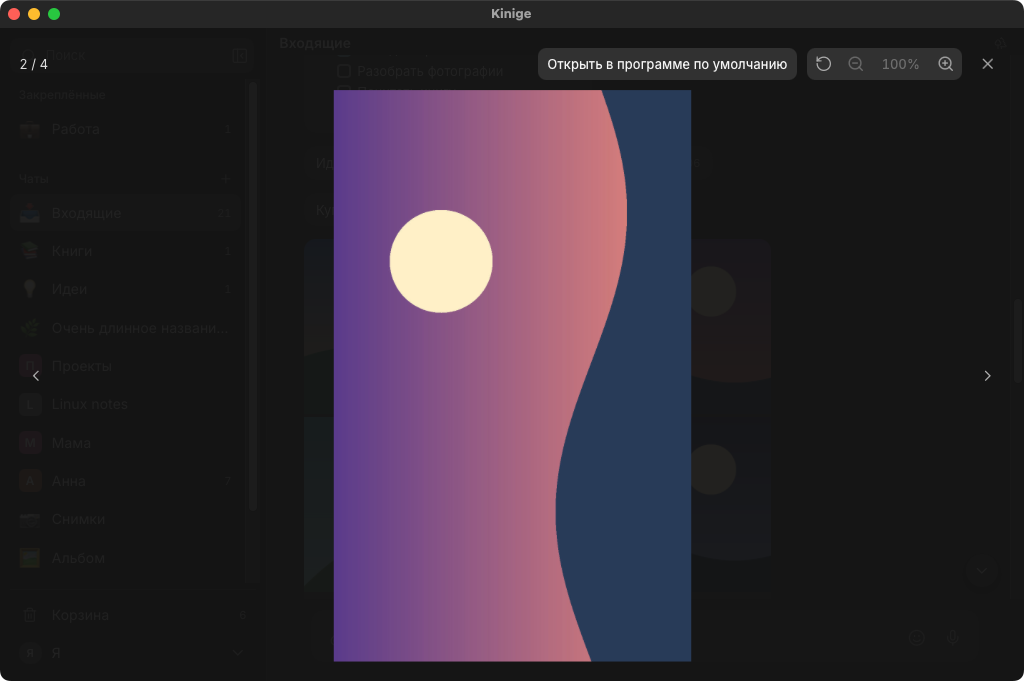 Kinige
Поиск
Входящие
2 / 4
Открыть в программе по умолчанию
100%
Разобрать фотографии
Закреплённые
Работа
Чаты
Входящие
Книги
Идеи
Очень длинное названи...
Проекты
L Linux notes
М Мама
А Анна
Снимки
Альбом
Корзина
Я Я